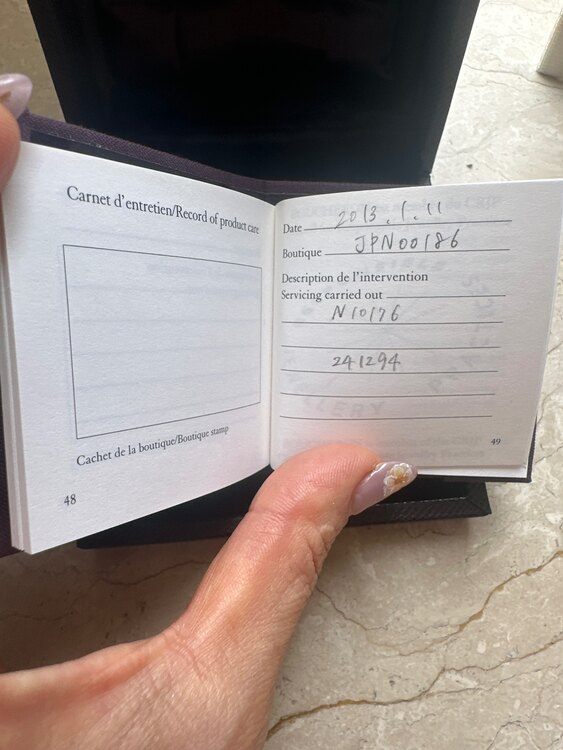 Carnet d'entretien/Record of product care
Cachet de la boutique/Boutique stamp
48
Date 2013.1.11
Boutique JPN00186
Description de l'intervention
Servicing carried out
N10176
241294
49